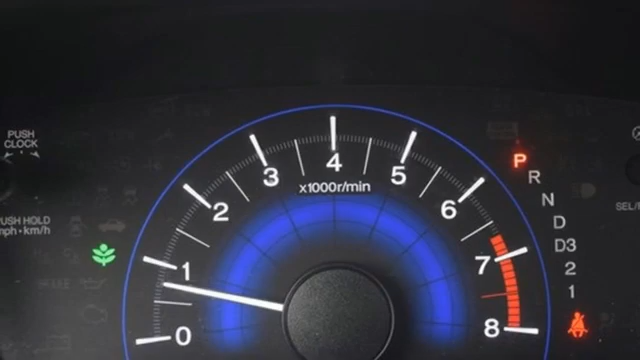 PUSH
CLOCK
PUSH HOLD
mph•km/h
0
1
2
3
4
5
6
7
8
x1000r/min
P
R
N
D
D3
2
1
SEL/